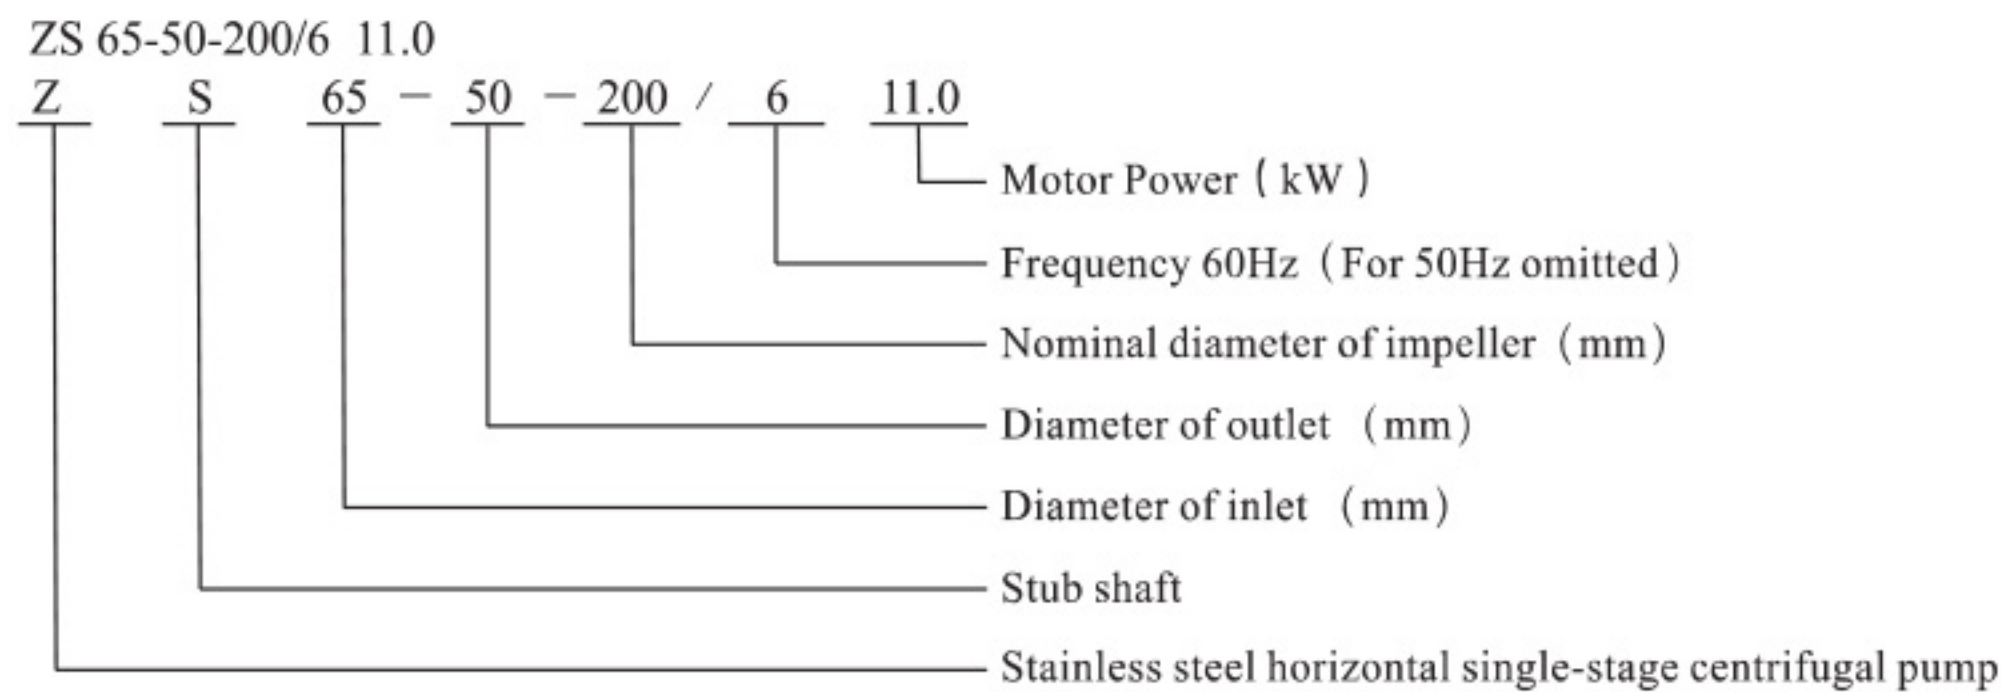 ZS 65-50-200/6 11.0
Z S 65 - 50 - 200 / 6 11.0
Motor Power ( kW )
Frequency 60Hz (For 50Hz omitted)
Nominal diameter of impeller (mm)
Diameter of outlet (mm)
Diameter of inlet (mm)
Stub shaft
Stainless steel horizontal single-stage centrifugal pump